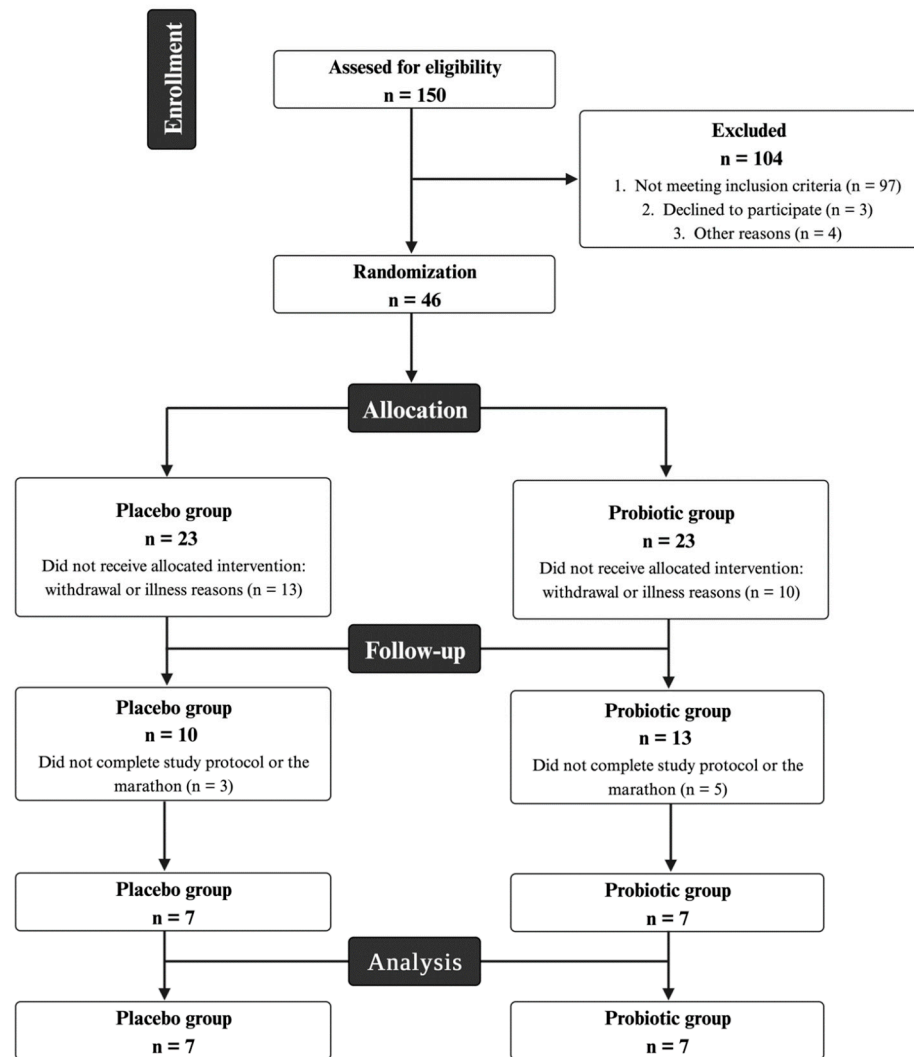 Enrollment
Assesed for eligibility
n = 150
Excluded
n = 104
1. Not meeting inclusion criteria (n = 97)
2. Declined to participate (n = 3)
3. Other reasons (n = 4)
Randomization
n = 46
Allocation
Placebo group
n = 23
Did not receive allocated intervention:
withdrawal or illness reasons (n = 13)
Probiotic group
n = 23
Did not receive allocated intervention:
withdrawal or illness reasons (n = 10)
Follow-up
Placebo group
n = 10
Did not complete study protocol or the
marathon (n = 3)
Probiotic group
n = 13
Did not complete study protocol or the
marathon (n = 5)
Placebo group
n = 7
Probiotic group
n = 7
Analysis
Placebo group
n = 7
Probiotic group
n = 7